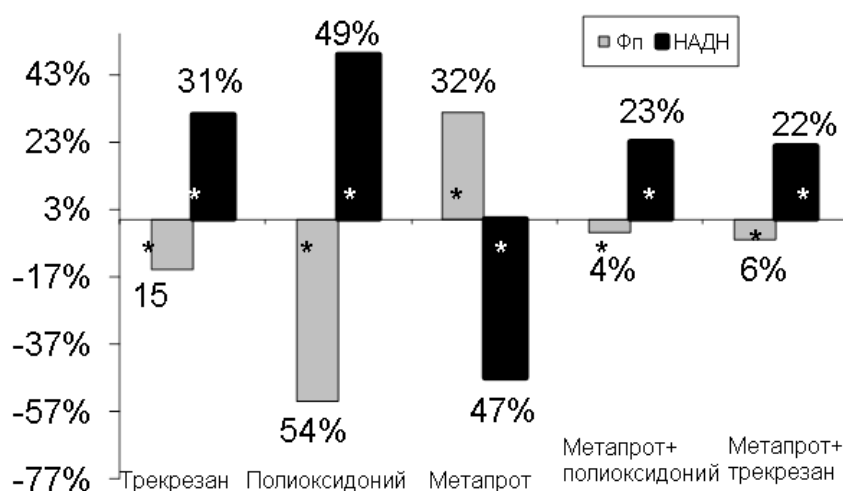 Фп НАДН
49%
43%
31%
32%
23%
23%
22%
3%
* * * * *
* * * * *
-17%
15
4%
6%
-37%
-57%
54%
47%
-77%
Трекрезан
Полиоксидоний
Метапрот
Метапрот+
полиоксидоний
Метапрот+
трекрезан